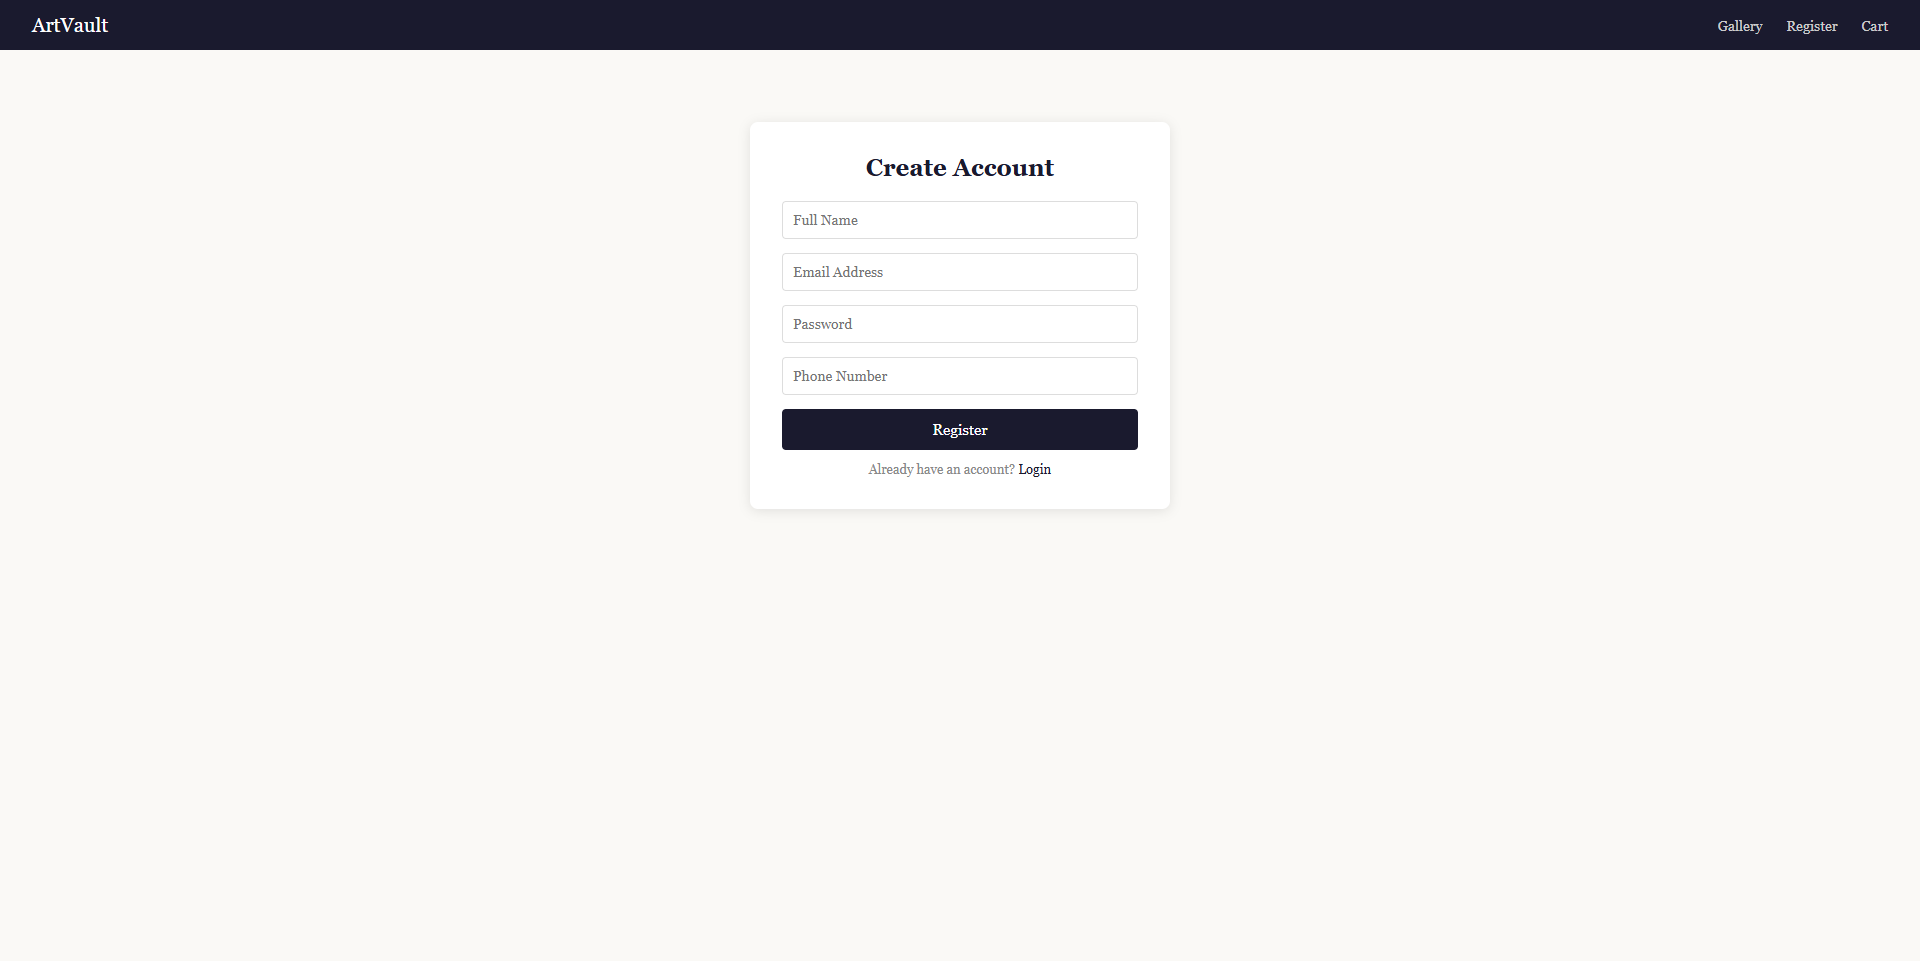 ArtVault
Gallery Register Cart
Create Account
Full Name
Email Address
Password
Phone Number
Register
Already have an account? Login